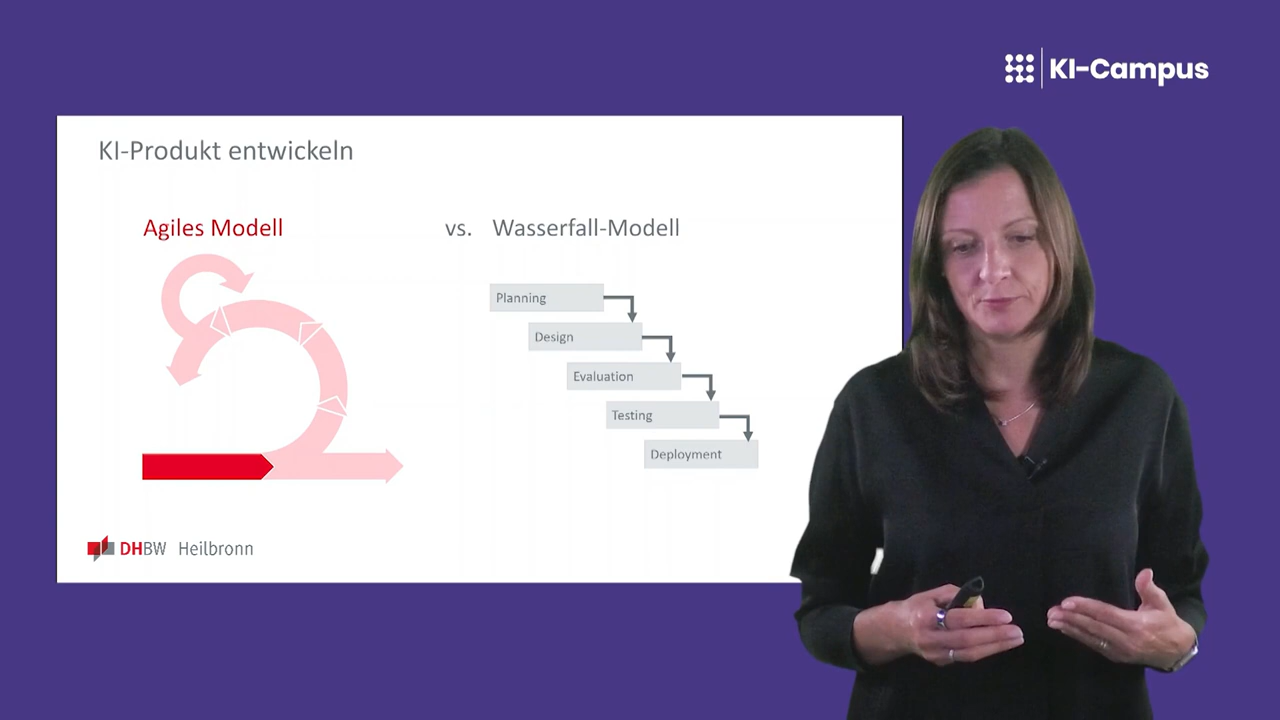 KI-Campus
KI-Produkt entwickeln
Agiles Modell vs. Wasserfall-Modell
Planning
Design
Evaluation
Testing
Deployment
DHBW Heilbronn